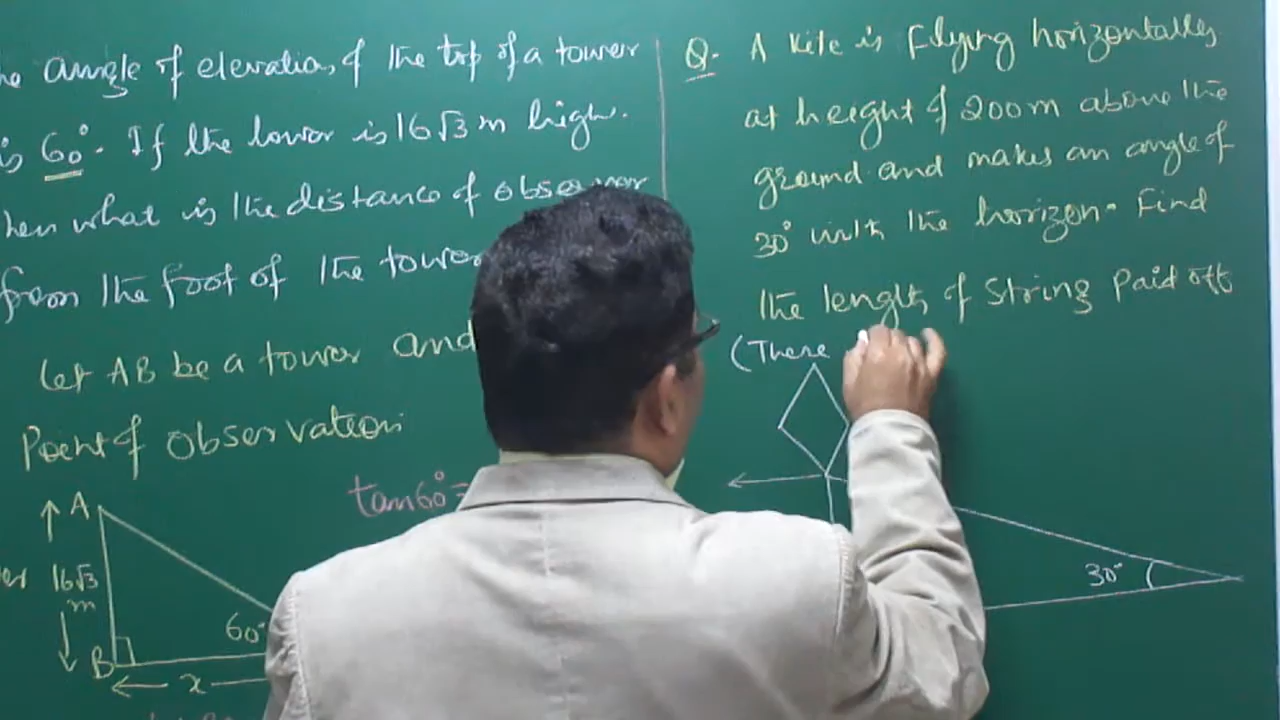 he angle of elevation, of the top of a tower
is 60°. If the tower is 16√3 m high.
hen what is the distance of observer
from the foot of the tower
Let AB be a tower and
Point of observation
tan60° =
A
16√3
m
60°
B
x
Q. A kite is flying horizontally
at height of 200m above the
ground and makes an angle of
30° with the horizon. Find
the length of string paid off
(There
30°